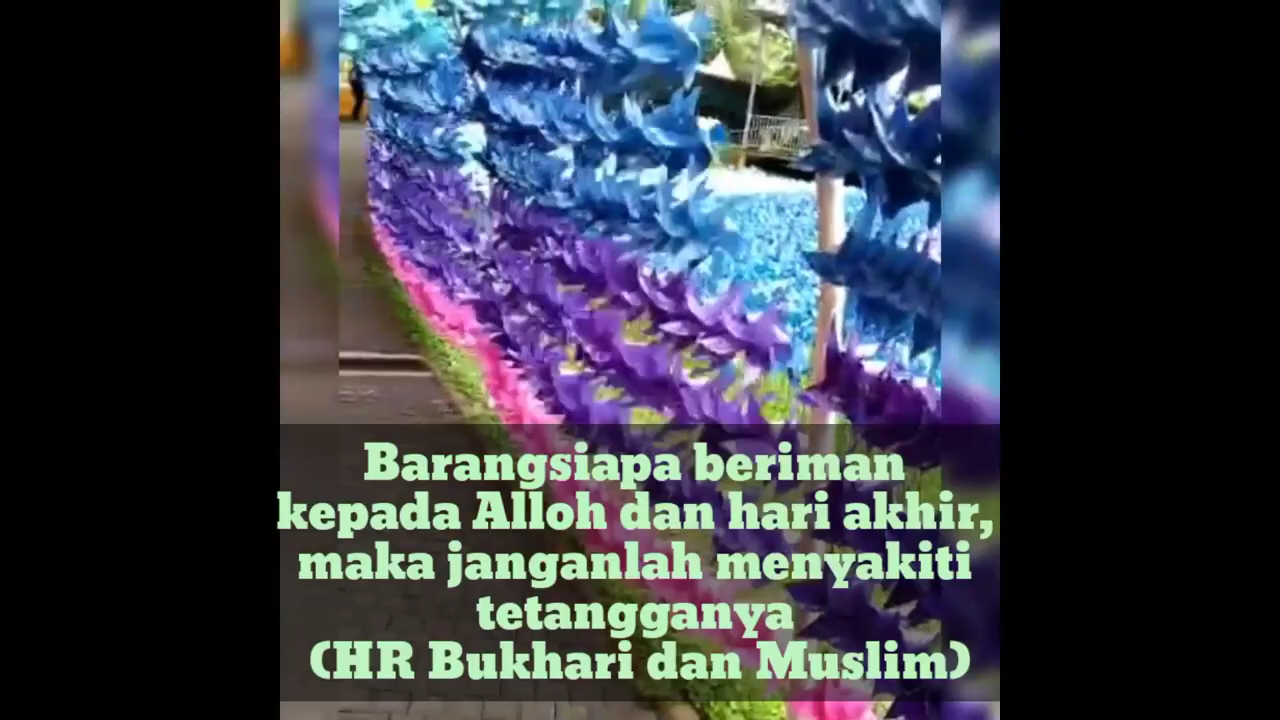 Barangsiapa beriman
kepada Alloh dan hari akhir,
maka janganlah menyakiti
tetangganya
(HR Bukhari dan Muslim)